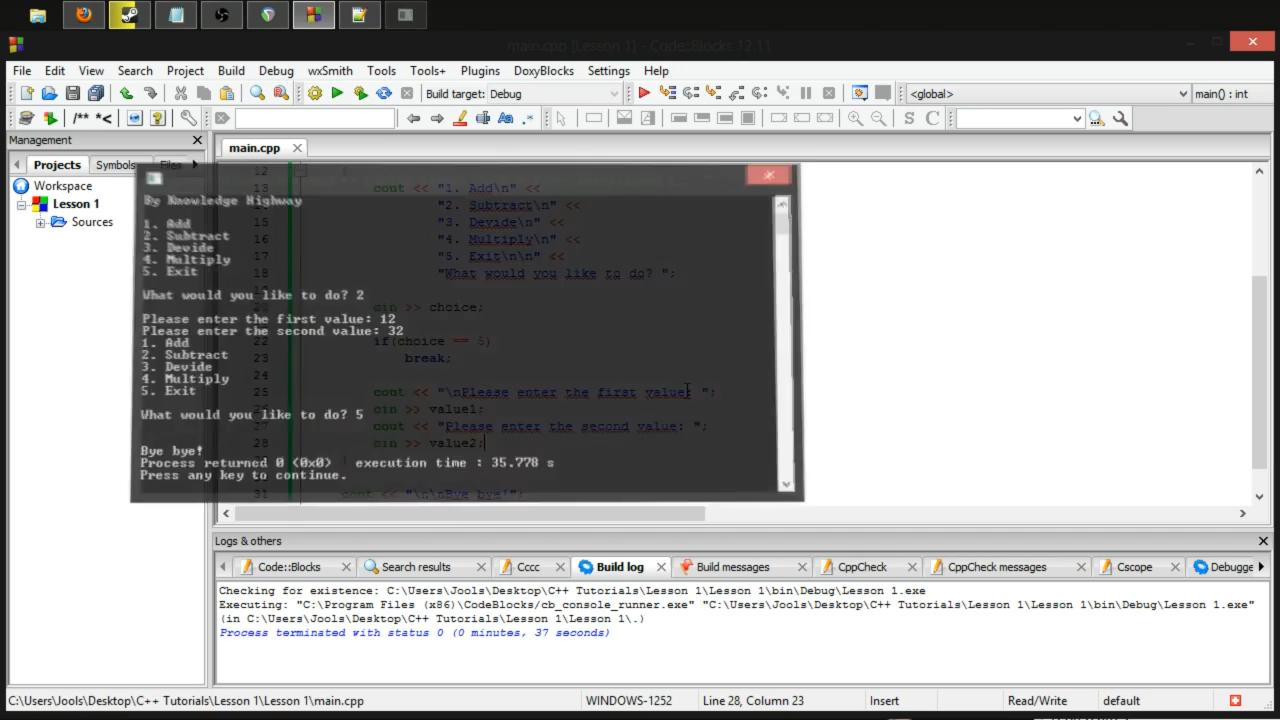 main.cpp [Lesson 1] - Code::Blocks 12.11
File Edit View Search Project Build Debug wxSmith Tools Tools+ Plugins DoxyBlocks Settings Help
Build target: Debug <global> main() : int
/** *< Aa .* S C
Management
Projects Symbols Files
Workspace
Lesson 1
Sources
main.cpp
12
13 cout << "1. Add\n" <<
"2. Subtract\n" <<
15 "3. Devide\n" <<
16 "4. Multiply\n" <<
17 "5. Exit\n\n" <<
18 "What would you like to do? ";
cin >> choice;
22 if(choice == 5)
23 break;
25 cout << "\nPlease enter the first value: ";
cin >> value1;
cout << "Please enter the second value: ";
28 cin >> value2;
31 cout << "\n\nBye bye!";
By Knowledge Highway
1. Add
2. Subtract
3. Devide
4. Multiply
5. Exit
What would you like to do? 2
Please enter the first value: 12
Please enter the second value: 32
1. Add
2. Subtract
3. Devide
4. Multiply
5. Exit
What would you like to do? 5
Bye bye!
Process returned 0 (0x0) execution time : 35.778 s
Press any key to continue.
Logs & others
Code::Blocks Search results Cccc Build log Build messages CppCheck CppCheck messages Cscope Debugge
Checking for existence: C:\Users\Jools\Desktop\C++ Tutorials\Lesson 1\Lesson 1\bin\Debug\Lesson 1.exe
Executing: "C:\Program Files (x86)\CodeBlocks/cb_console_runner.exe" "C:\Users\Jools\Desktop\C++ Tutorials\Lesson 1\Lesson 1\bin\Debug\Lesson 1.exe"
(in C:\Users\Jools\Desktop\C++ Tutorials\Lesson 1\Lesson 1\.)
Process terminated with status 0 (0 minutes, 37 seconds)
C:\Users\Jools\Desktop\C++ Tutorials\Lesson 1\Lesson 1\main.cpp WINDOWS-1252 Line 28, Column 23 Insert Read/Write default